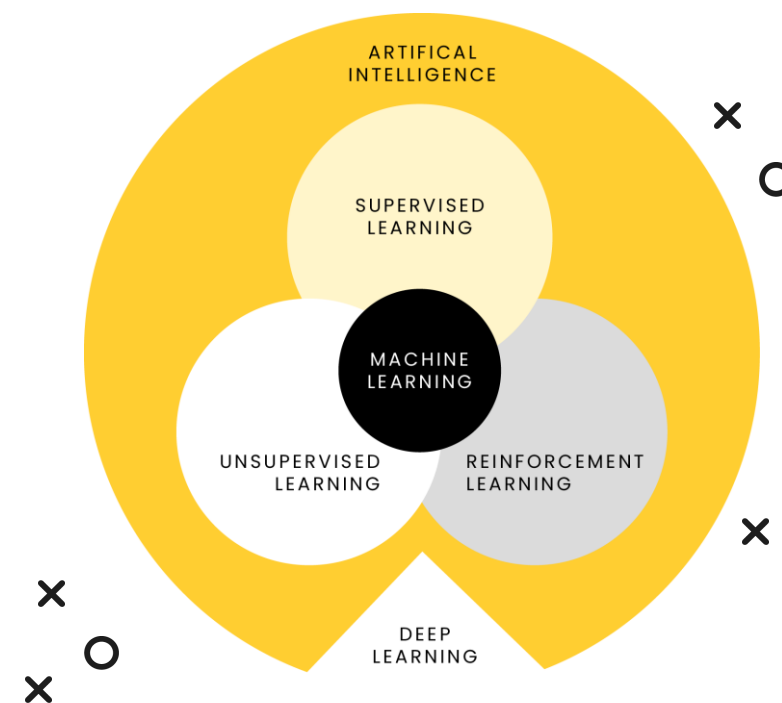 ARTIFICAL
INTELLIGENCE
SUPERVISED
LEARNING
MACHINE
LEARNING
UNSUPERVISED
LEARNING
REINFORCEMENT
LEARNING
DEEP
LEARNING